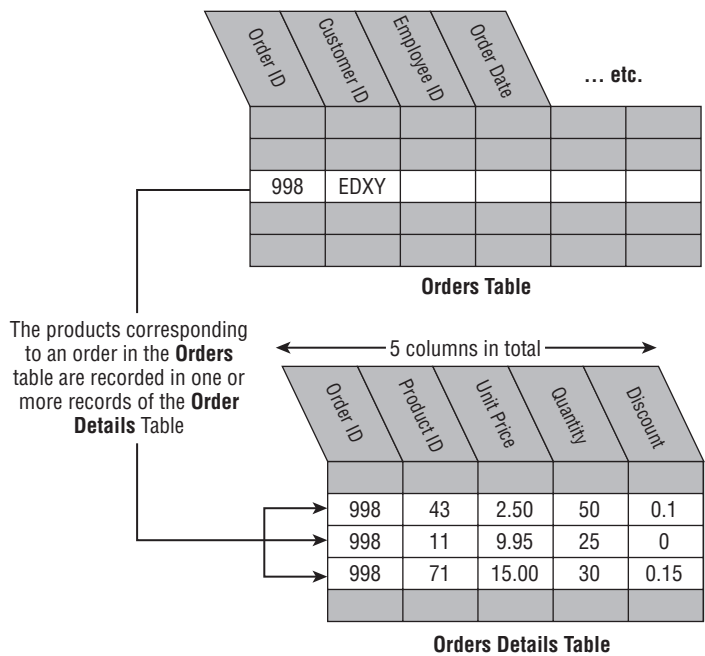 Order ID
Customer ID
Employee ID
Order Date
... etc.
998 EDXY
Orders Table
The products corresponding
to an order in the Orders
table are recorded in one or
more records of the Order
Details Table
5 columns in total
Order ID
Product ID
Unit Price
Quantity
Discount
998 43 2.50 50 0.1
998 11 9.95 25 0
998 71 15.00 30 0.15
Orders Details Table